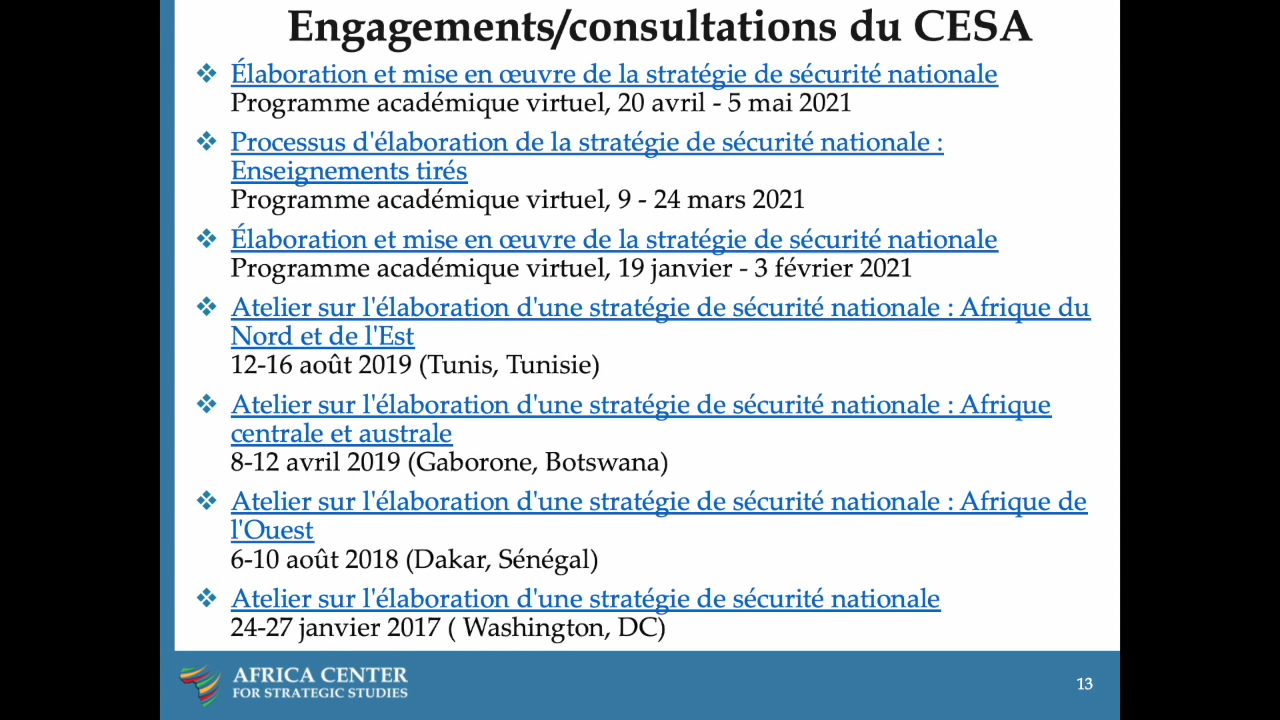 Engagements/consultations du CESA
Élaboration et mise en œuvre de la stratégie de sécurité nationale
Programme académique virtuel, 20 avril - 5 mai 2021
Processus d'élaboration de la stratégie de sécurité nationale :
Enseignements tirés
Programme académique virtuel, 9 - 24 mars 2021
Élaboration et mise en œuvre de la stratégie de sécurité nationale
Programme académique virtuel, 19 janvier - 3 février 2021
Atelier sur l'élaboration d'une stratégie de sécurité nationale : Afrique du
Nord et de l'Est
12-16 août 2019 (Tunis, Tunisie)
Atelier sur l'élaboration d'une stratégie de sécurité nationale : Afrique
centrale et australe
8-12 avril 2019 (Gaborone, Botswana)
Atelier sur l'élaboration d'une stratégie de sécurité nationale : Afrique de
l'Ouest
6-10 août 2018 (Dakar, Sénégal)
Atelier sur l'élaboration d'une stratégie de sécurité nationale
24-27 janvier 2017 ( Washington, DC)
AFRICA CENTER
FOR STRATEGIC STUDIES
13